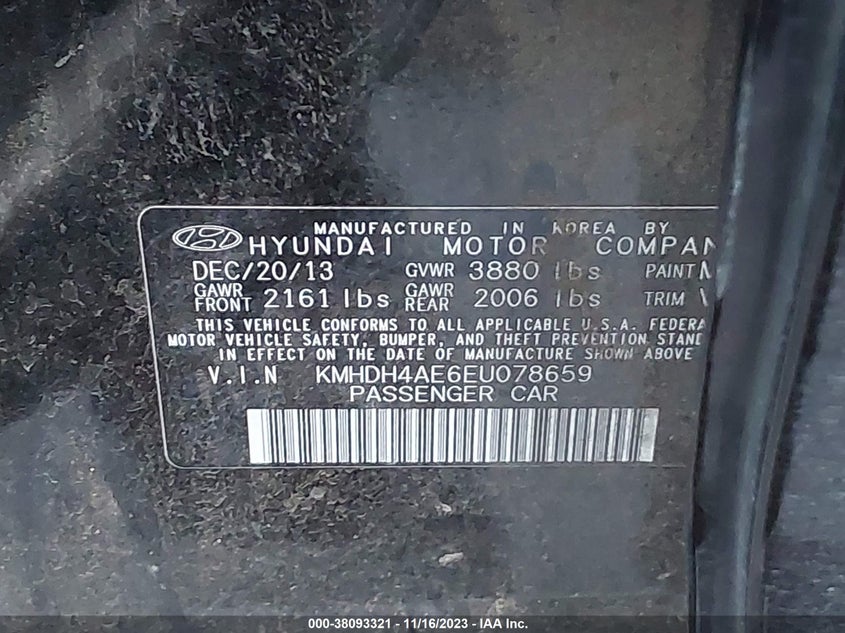 MANUFACTURED IN KOREA BY
HYUNDAI MOTOR COMPAN
DEC/20/13 GVWR 3880 lbs PAINT
GAWR FRONT 2161 lbs GAWR REAR 2006 lbs TRIM
THIS VEHICLE CONFORMS TO ALL APPLICABLE U.S.A. FEDERA
MOTOR VEHICLE SAFETY, BUMPER, AND THEFT PREVENTION STAND
IN EFFECT ON THE DATE OF MANUFACTURE SHOWN ABOVE
V.I.N KMHDH4AE6EU078659
PASSENGER CAR
000-38093321 - 11/16/2023 - IAA Inc.